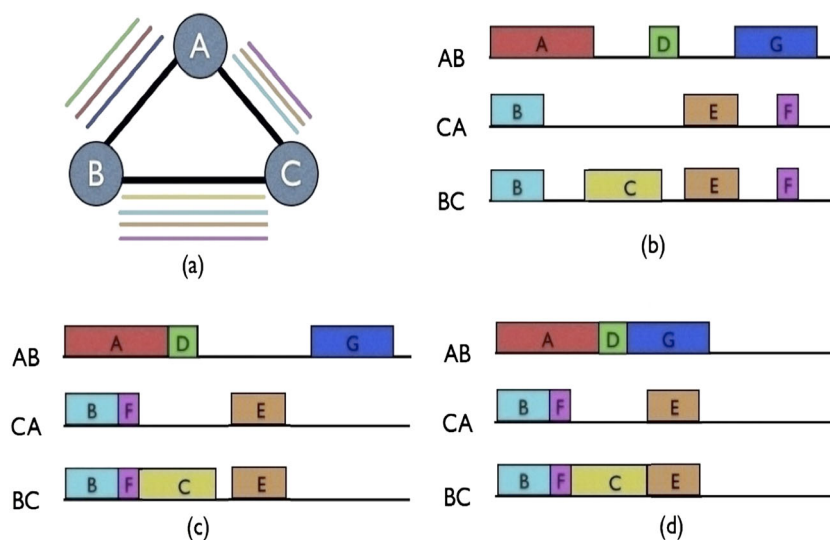 A
B
C
(a)
AB A D G
CA B E F
BC B C E F
(b)
AB A D G
CA B F E
BC B F C E
(c)
AB A D G
CA B F E
BC B F C E
(d)